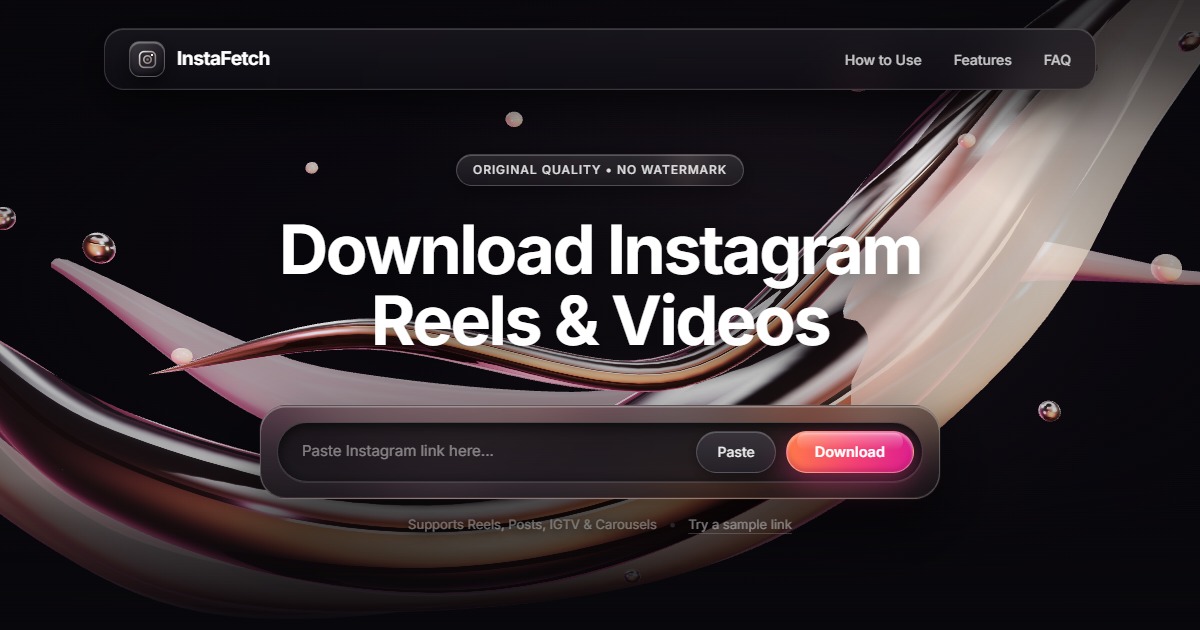 InstaFetch
How to Use
Features
FAQ
ORIGINAL QUALITY • NO WATERMARK
Download Instagram
Reels & Videos
Paste Instagram link here...
Paste
Download
Supports Reels, Posts, IGTV & Carousels • Try a sample link